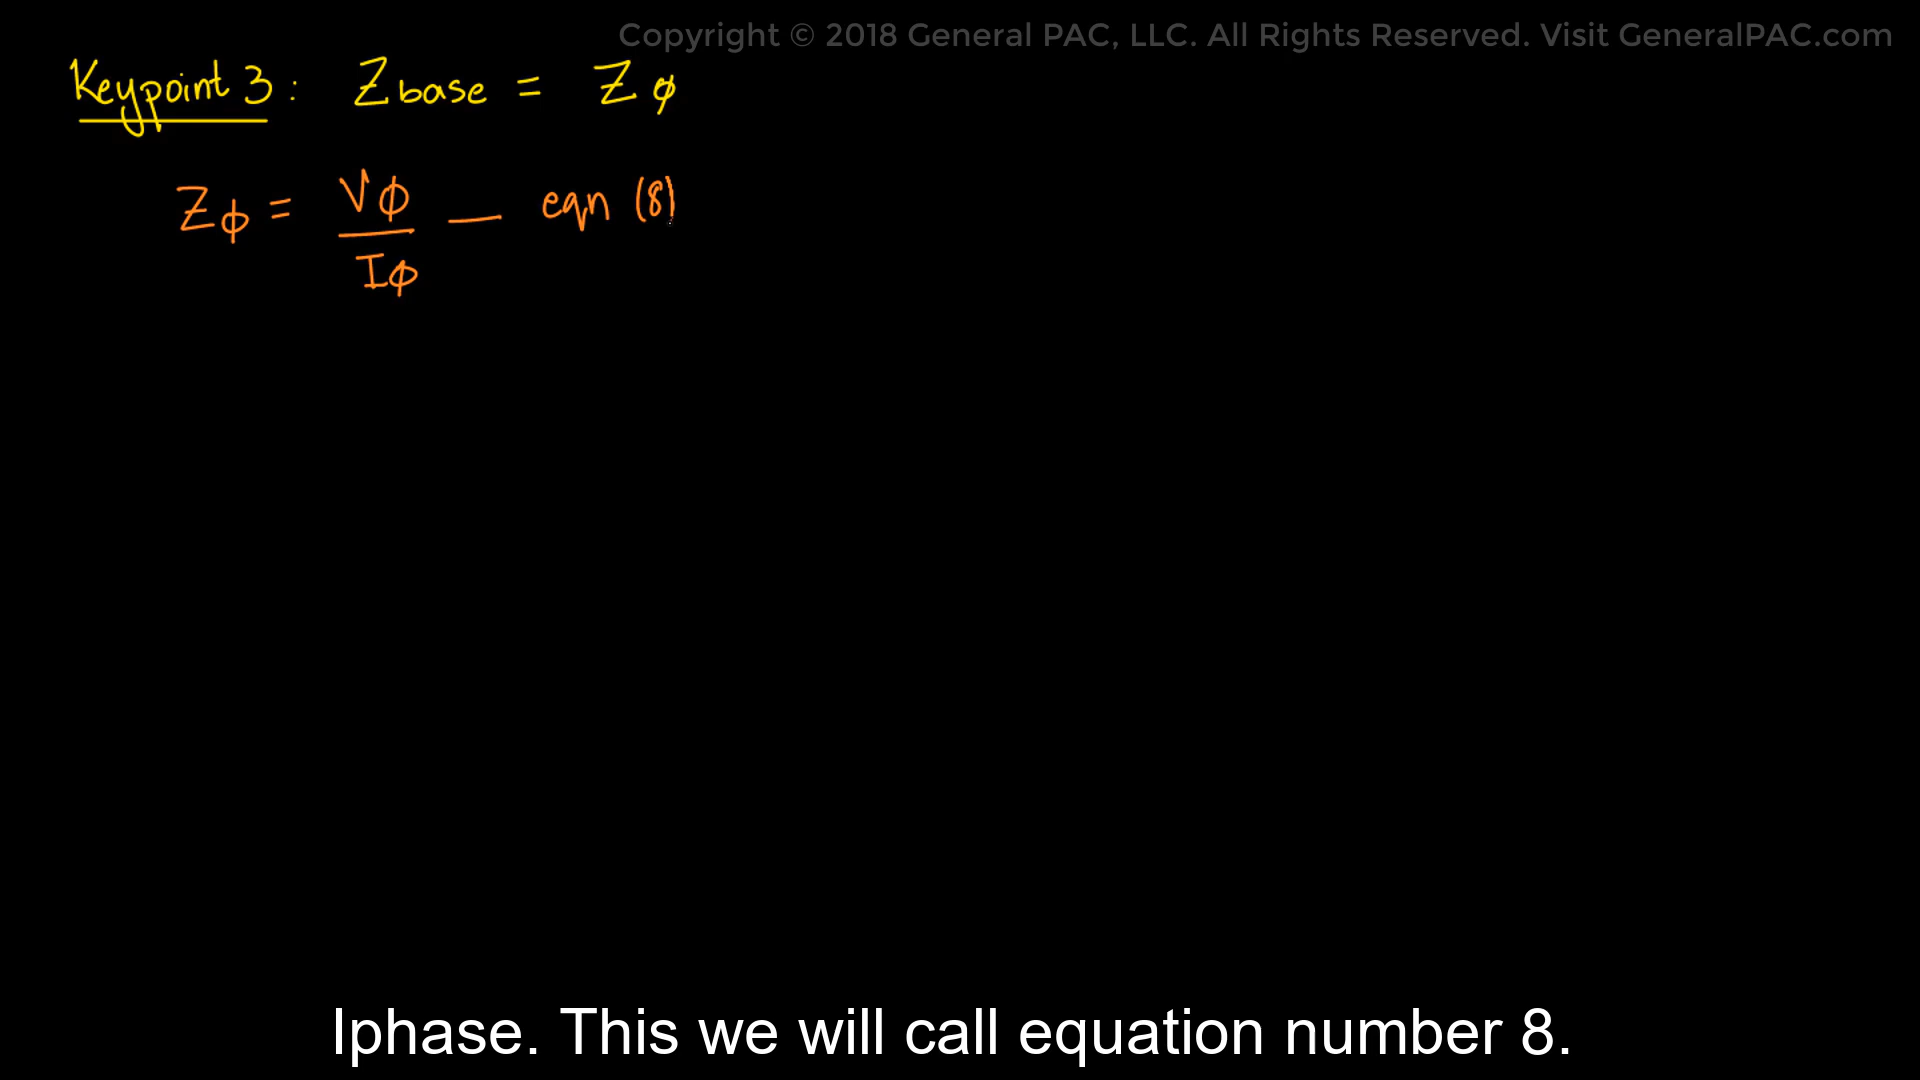 Copyright © 2018 General PAC, LLC. All Rights Reserved. Visit GeneralPAC.com
Keypoint 3: Zbase = Zϕ
Zϕ = Vϕ / Iϕ — eqn (8)
Iphase. This we will call equation number 8.